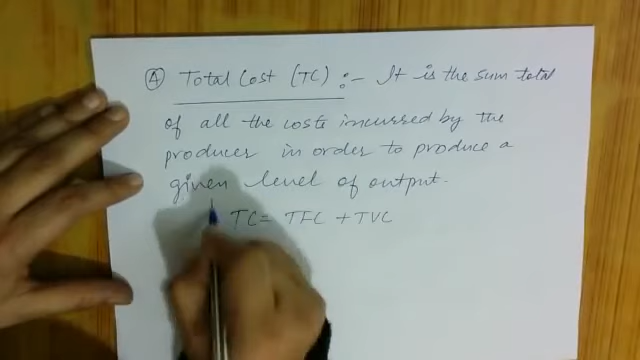 (A) Total Cost (TC) :- It is the sum total
of all the costs incurred by the
producer in order to produce a
given level of output.
TC = TFC + TVC